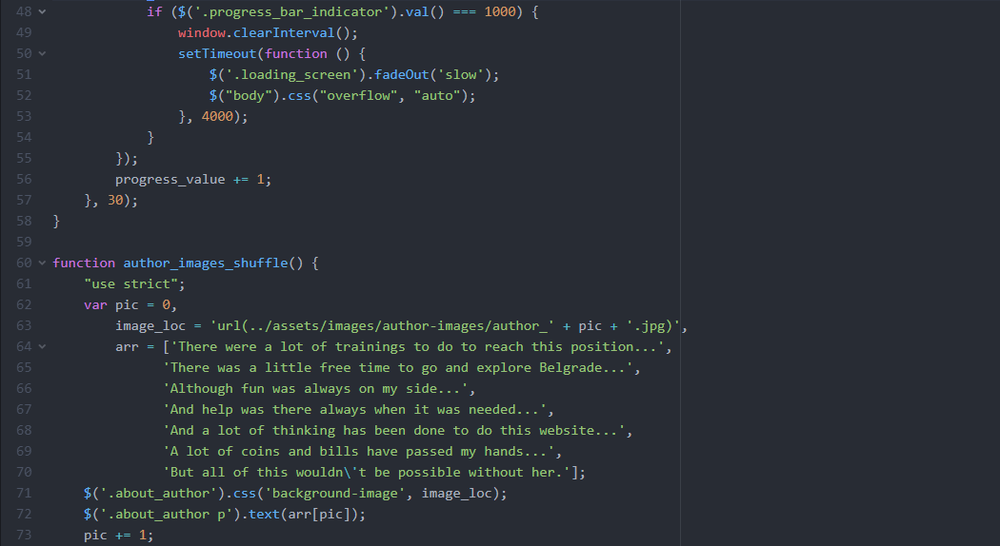 48 if ($('.progress_bar_indicator').val() === 1000) {
49 window.clearInterval();
50 setTimeout(function () {
51 $('.loading_screen').fadeOut('slow');
52 $("body").css("overflow", "auto");
53 }, 4000);
54 }
55 });
56 progress_value += 1;
57 }, 30);
58 }
59
60 function author_images_shuffle() {
61 "use strict";
62 var pic = 0,
63 image_loc = 'url(../assets/images/author-images/author_' + pic + '.jpg)',
64 arr = ['There were a lot of trainings to do to reach this position...',
65 'There was a little free time to go and explore Belgrade...',
66 'Although fun was always on my side...',
67 'And help was there always when it was needed...',
68 'And a lot of thinking has been done to do this website...',
69 'A lot of coins and bills have passed my hands...',
70 'But all of this wouldn\'t be possible without her.'];
71 $('.about_author').css('background-image', image_loc);
72 $('.about_author p').text(arr[pic]);
73 pic += 1;